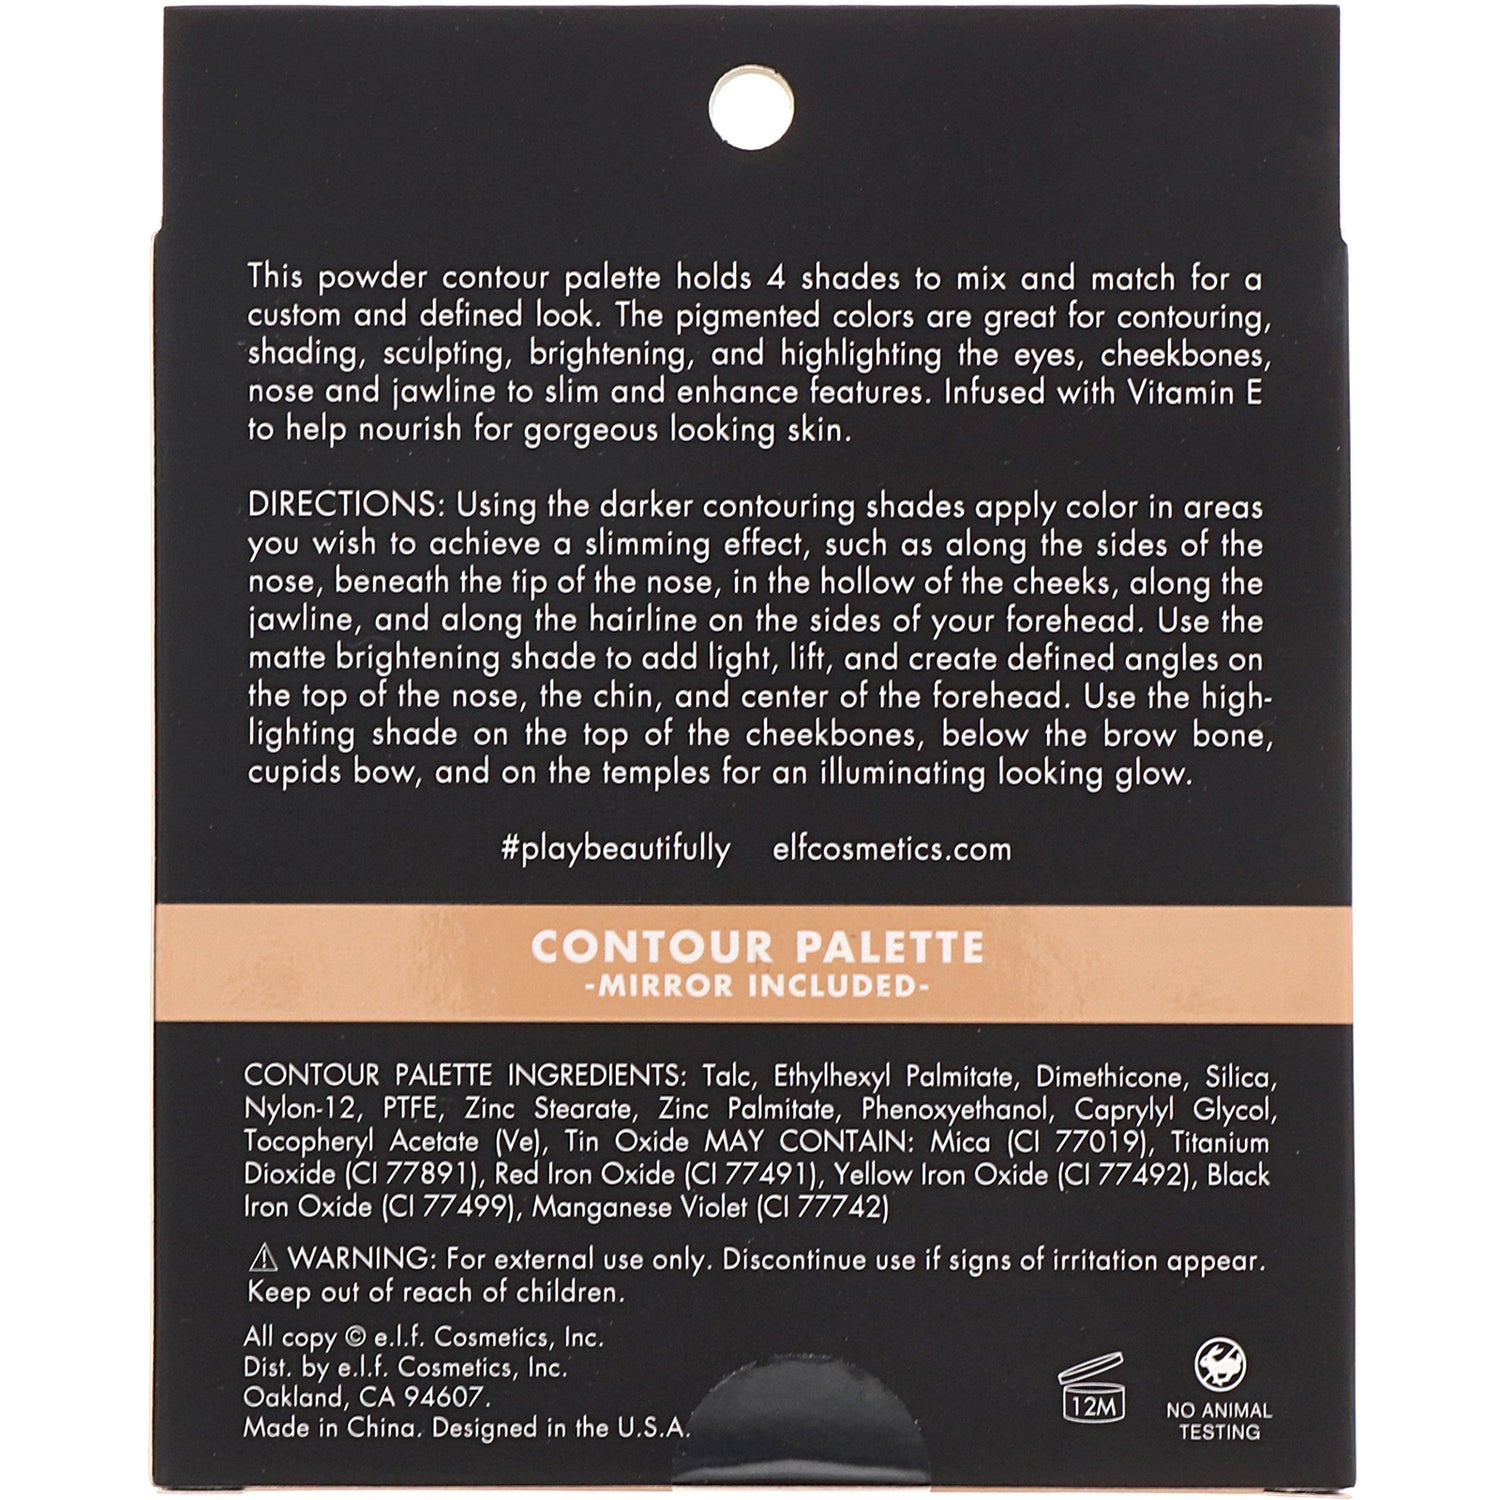 This powder contour palette holds 4 shades to mix and match for a
custom and defined look. The pigmented colors are great for contouring,
shading, sculpting, brightening, and highlighting the eyes, cheekbones,
nose and jawline to slim and enhance features. Infused with Vitamin E
to help nourish for gorgeous looking skin.
DIRECTIONS: Using the darker contouring shades apply color in areas
you wish to achieve a slimming effect, such as along the sides of the
nose, beneath the tip of the nose, in the hollow of the cheeks, along the
jawline, and along the hairline on the sides of your forehead. Use the
matte brightening shade to add light, lift, and create defined angles on
the top of the nose, the chin, and center of the forehead. Use the high-
lighting shade on the top of the cheekbones, below the brow bone,
cupids bow, and on the temples for an illuminating looking glow.
#playbeautifully elfcosmetics.com
CONTOUR PALETTE
-MIRROR INCLUDED-
CONTOUR PALETTE INGREDIENTS: Talc, Ethylhexyl Palmitate, Dimethicone, Silica,
Nylon-12, PTFE, Zinc Stearate, Zinc Palmitate, Phenoxyethanol, Caprylyl Glycol,
Tocopheryl Acetate (Ve), Tin Oxide MAY CONTAIN: Mica (CI 77019), Titanium
Dioxide (CI 77891), Red Iron Oxide (CI 77491), Yellow Iron Oxide (CI 77492), Black
Iron Oxide (CI 77499), Manganese Violet (CI 77742)
⚠ WARNING: For external use only. Discontinue use if signs of irritation appear.
Keep out of reach of children.
All copy © e.l.f. Cosmetics, Inc.
Dist. by e.l.f. Cosmetics, Inc.
Oakland, CA 94607.
Made in China. Designed in the U.S.A.
12M
NO ANIMAL
TESTING